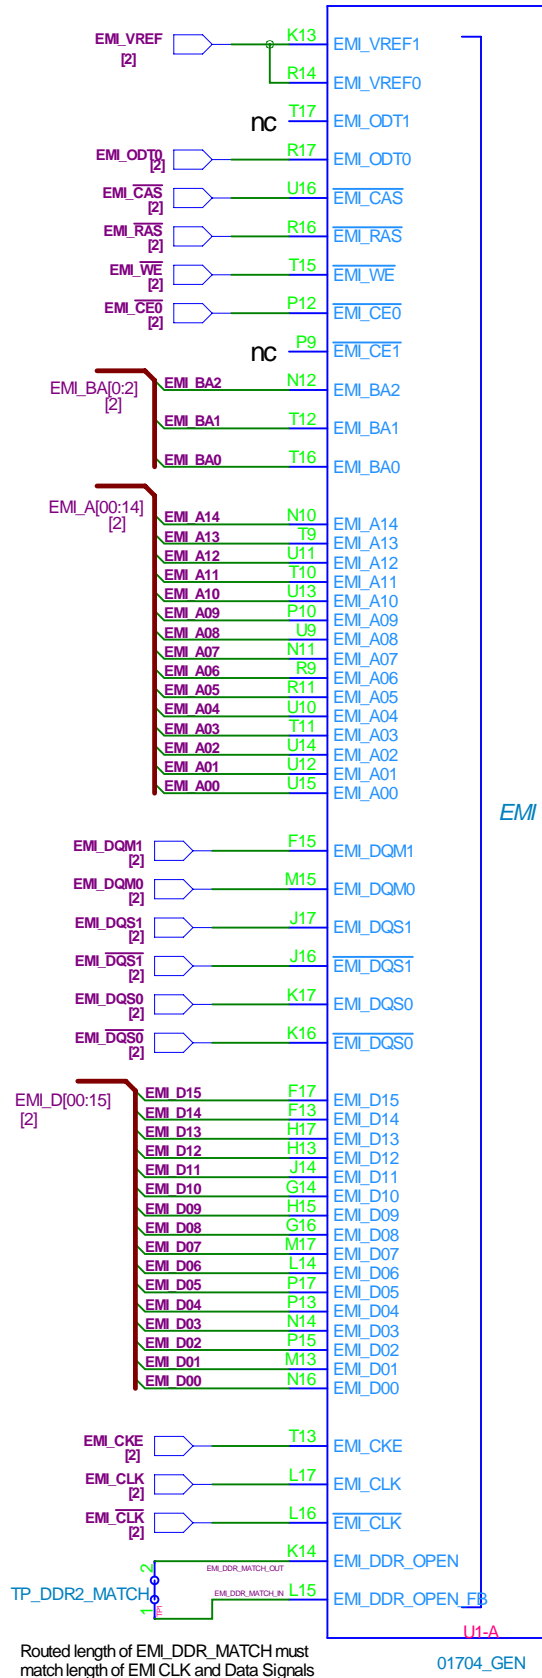 EMI_VREF K13 EMI_VREF1
[2]
R14 EMI_VREF0
nc T17 EMI_ODT1
EMI_ODT0 R17 EMI_ODT0
[2]
EMI_CAS U16 EMI_CAS
[2]
EMI_RAS R16 EMI_RAS
[2]
EMI_WE T15 EMI_WE
[2]
EMI_CE0 P12 EMI_CE0
[2]
nc P9 EMI_CE1
EMI_BA[0:2] EMI_BA2 N12 EMI_BA2
[2]
EMI_BA1 T12 EMI_BA1
EMI_BA0 T16 EMI_BA0
EMI_A[00:14]
[2]
EMI_A14 N10 EMI_A14
EMI_A13 T9 EMI_A13
EMI_A12 U11 EMI_A12
EMI_A11 T10 EMI_A11
EMI_A10 U13 EMI_A10
EMI_A09 P10 EMI_A09
EMI_A08 U9 EMI_A08
EMI_A07 N11 EMI_A07
EMI_A06 R9 EMI_A06
EMI_A05 R11 EMI_A05
EMI_A04 U10 EMI_A04
EMI_A03 T11 EMI_A03
EMI_A02 U14 EMI_A02
EMI_A01 U12 EMI_A01
EMI_A00 U15 EMI_A00
EMI
EMI_DQM1 F15 EMI_DQM1
[2]
EMI_DQM0 M15 EMI_DQM0
[2]
EMI_DQS1 J17 EMI_DQS1
[2]
EMI_DQS1 J16 EMI_DQS1
[2]
EMI_DQS0 K17 EMI_DQS0
[2]
EMI_DQS0 K16 EMI_DQS0
[2]
EMI_D[00:15]
[2]
EMI_D15 F17 EMI_D15
EMI_D14 F13 EMI_D14
EMI_D13 H17 EMI_D13
EMI_D12 H13 EMI_D12
EMI_D11 J14 EMI_D11
EMI_D10 G14 EMI_D10
EMI_D09 H15 EMI_D09
EMI_D08 G16 EMI_D08
EMI_D07 M17 EMI_D07
EMI_D06 L14 EMI_D06
EMI_D05 P17 EMI_D05
EMI_D04 P13 EMI_D04
EMI_D03 N14 EMI_D03
EMI_D02 P15 EMI_D02
EMI_D01 M13 EMI_D01
EMI_D00 N16 EMI_D00
EMI_CKE T13 EMI_CKE
[2]
EMI_CLK L17 EMI_CLK
[2]
EMI_CLK L16 EMI_CLK
[2]
2 EMI_DDR_MATCH_OUT K14 EMI_DDR_OPEN
TP_DDR2_MATCH
1 TP1 EMI_DDR_MATCH_IN L15 EMI_DDR_OPEN_FB
U1-A
Routed length of EMI_DDR_MATCH must
match length of EMI CLK and Data Signals
01704_GEN